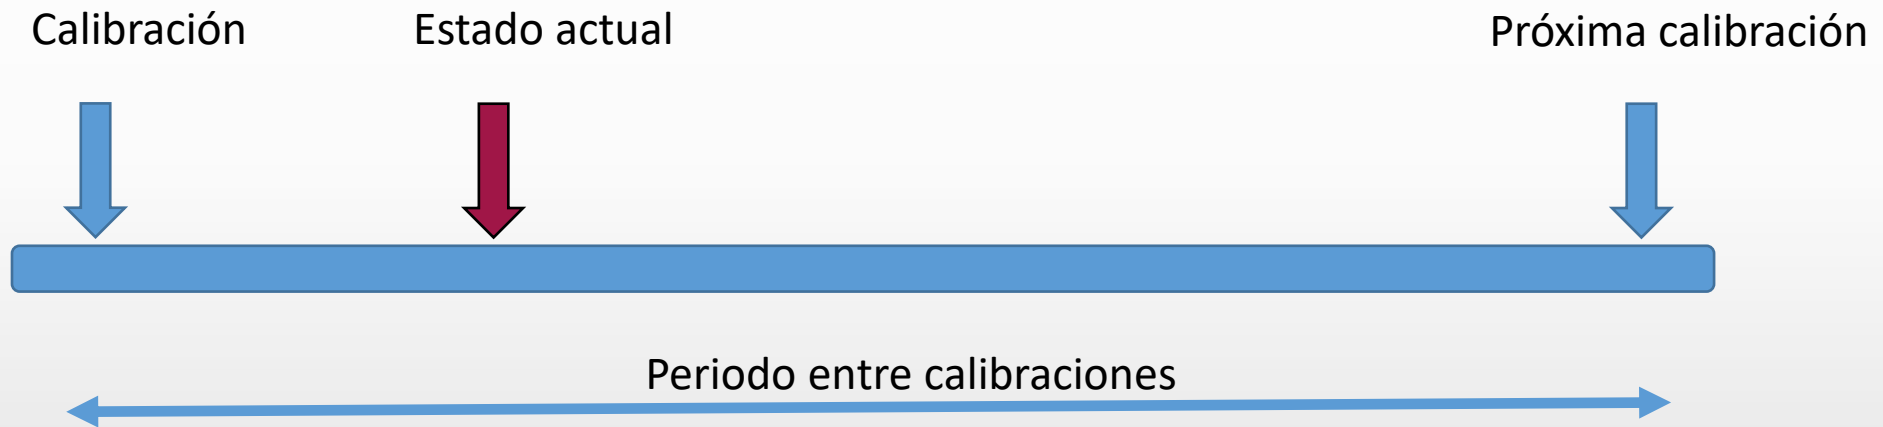 Calibración
Estado actual
Próxima calibración
Periodo entre calibraciones